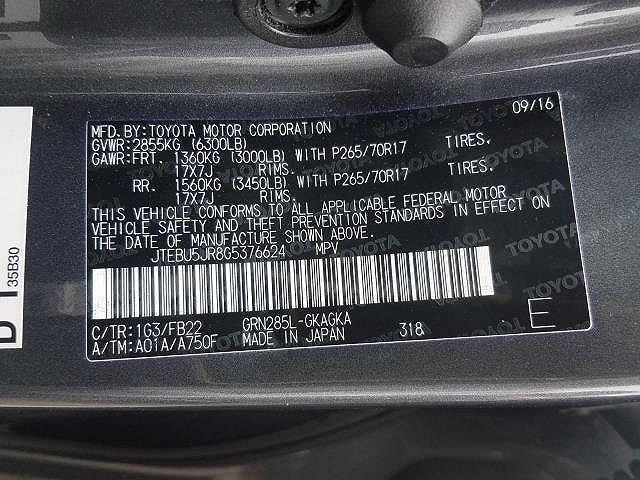 09/16
MFD.BY:TOYOTA MOTOR CORPORATION
GVWR:2855KG (6300LB)
GAWR:FRT. 1360KG (3000LB) WITH P265/70R17 TIRES.
17X7J RIMS.
RR. 1560KG (3450LB) WITH P265/70R17 TIRES.
17X7J RIMS.
THIS VEHICLE CONFORMS TO ALL APPLICABLE FEDERAL MOTOR
VEHICLE SAFETY AND THEFT PREVENTION STANDARDS IN EFFECT ON
THE DATE OF MANUFACTURE SHOWN ABOVE.
JTEBU5JR8G5376624 MPV
C/TR:1G3/FB22 GRN285L-GKAGKA
A/TM:A01A/A750F MADE IN JAPAN 318 E
35B30